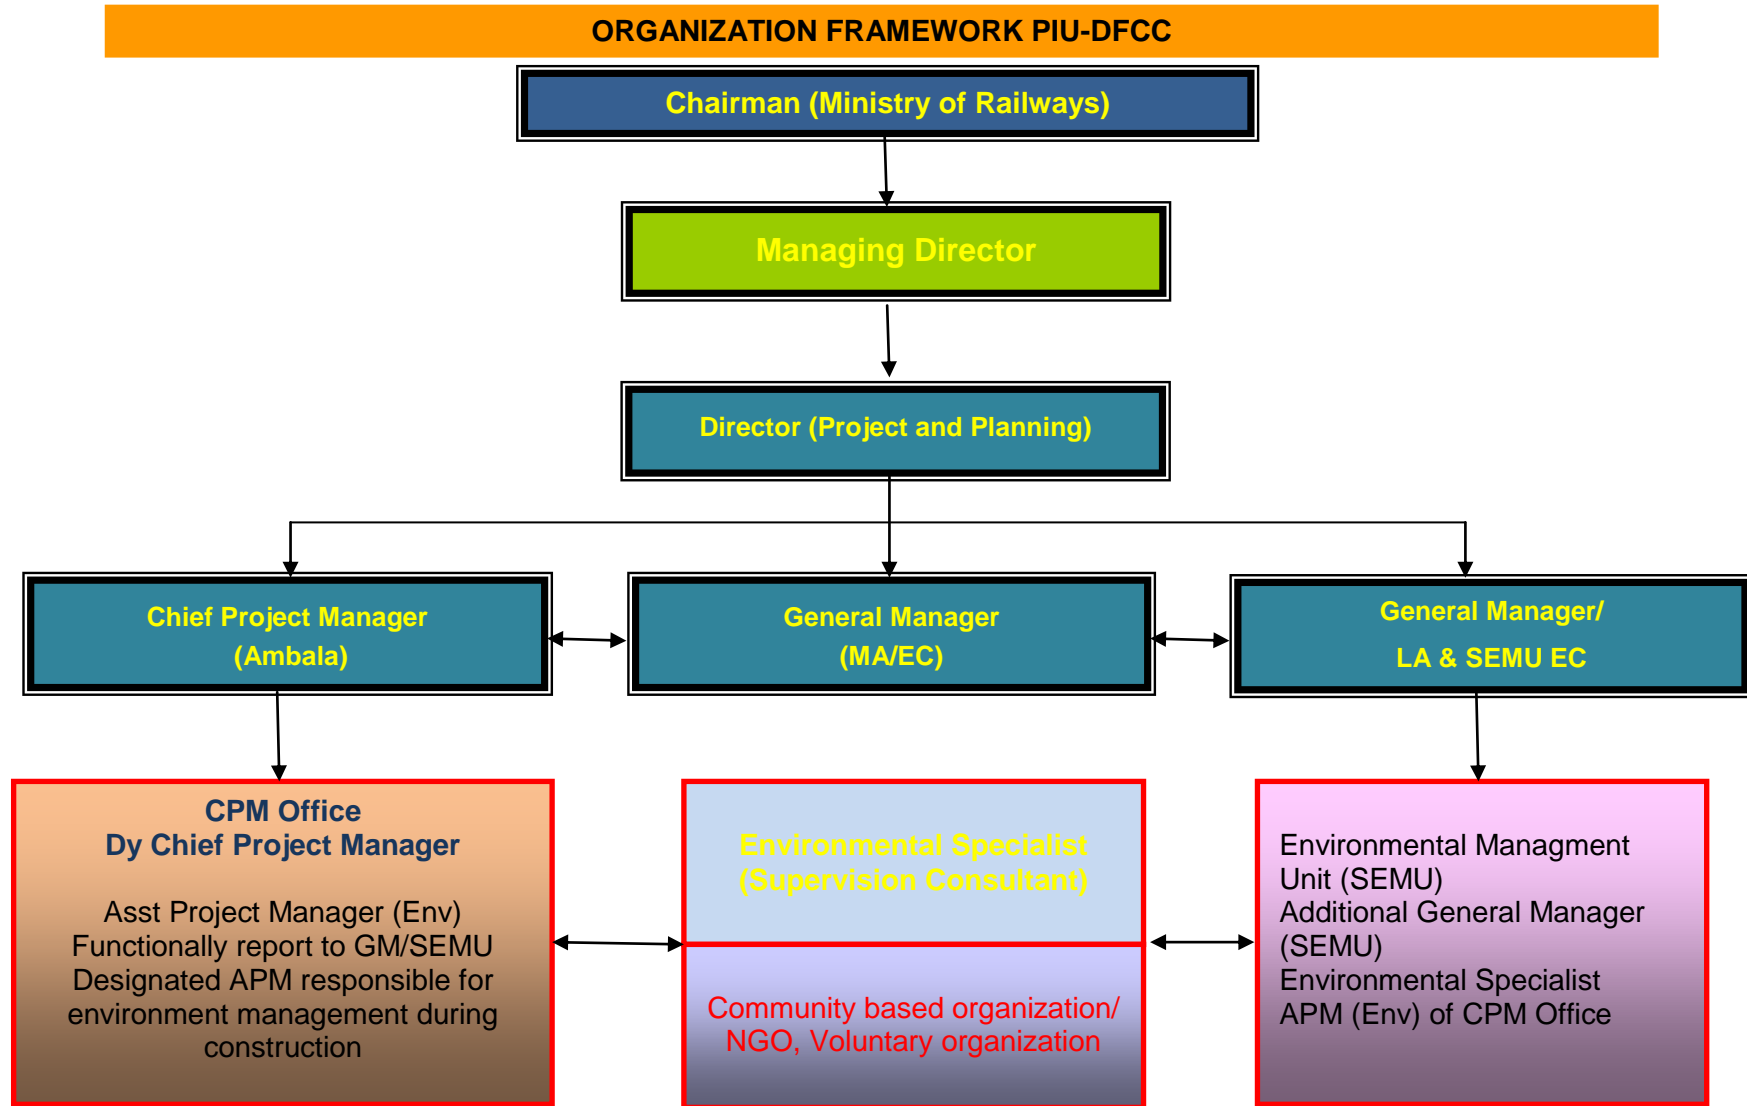 ORGANIZATION FRAMEWORK PIU-DFCC
Chairman (Ministry of Railways)
Managing Director
Director (Project and Planning)
Chief Project Manager
(Ambala)
General Manager
(MA/EC)
General Manager/
LA & SEMU EC
CPM Office
Dy Chief Project Manager
Asst Project Manager (Env)
Functionally report to GM/SEMU
Designated APM responsible for
environment management during
construction
Environmental Specialist
(Supervision Consultant)
Community based organization/
NGO, Voluntary organization
Environmental Managment
Unit (SEMU)
Additional General Manager
(SEMU)
Environmental Specialist
APM (Env) of CPM Office